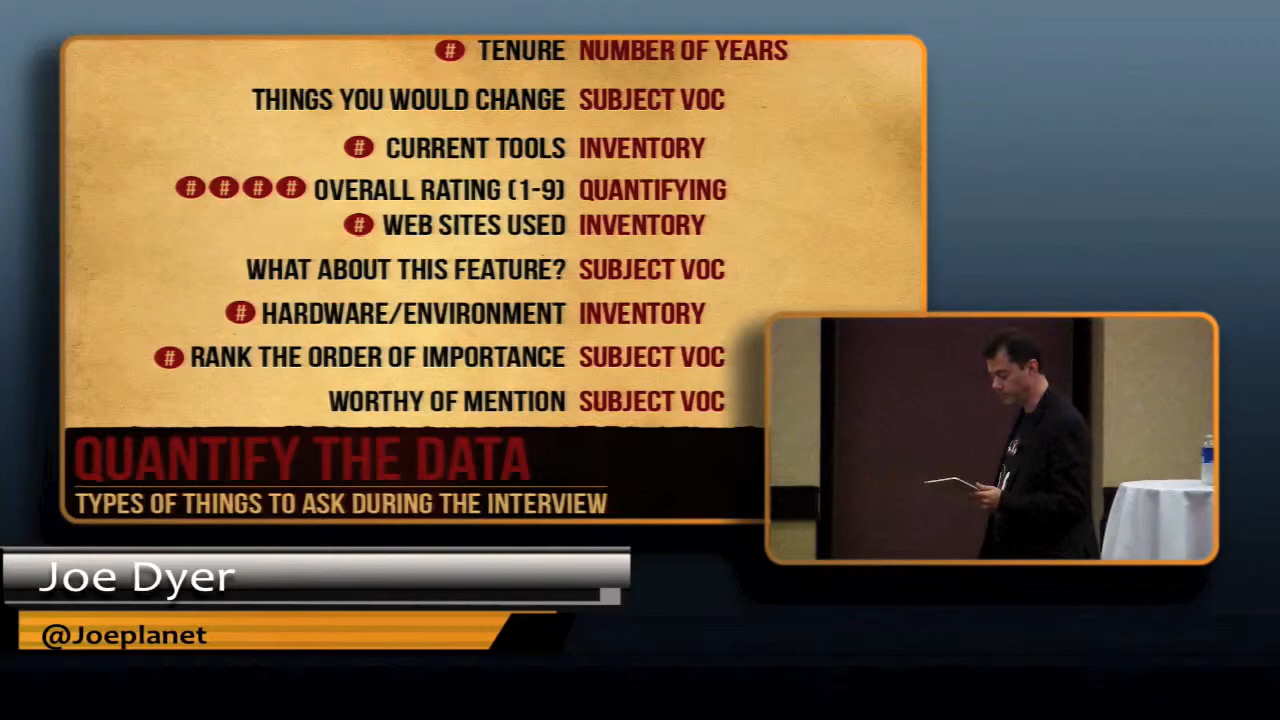 # TENURE NUMBER OF YEARS
THINGS YOU WOULD CHANGE SUBJECT VOC
# CURRENT TOOLS INVENTORY
# # # # OVERALL RATING (1-9) QUANTIFYING
# WEB SITES USED INVENTORY
WHAT ABOUT THIS FEATURE? SUBJECT VOC
# HARDWARE/ENVIRONMENT INVENTORY
# RANK THE ORDER OF IMPORTANCE SUBJECT VOC
WORTHY OF MENTION SUBJECT VOC
QUANTIFY THE DATA
TYPES OF THINGS TO ASK DURING THE INTERVIEW
Joe Dyer
@Joeplanet